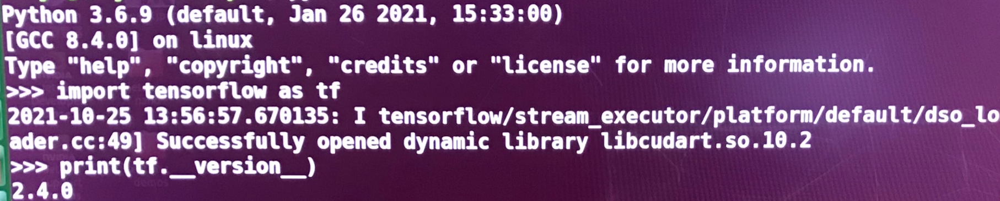 Python 3.6.9 (default, Jan 26 2021, 15:33:00)
[GCC 8.4.0] on linux
Type "help", "copyright", "credits" or "license" for more information.
>>> import tensorflow as tf
2021-10-25 13:56:57.670135: I tensorflow/stream_executor/platform/default/dso_lo
ader.cc:49] Successfully opened dynamic library libcudart.so.10.2
>>> print(tf.__version__)
2.4.0